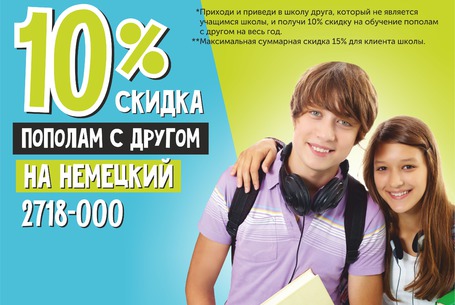 10%
СКИДКА
ПОПОЛАМ С ДРУГОМ
НА НЕМЕЦКИЙ
2718-000
*Приходи и приведи в школу друга, который не является
учащимся школы, и получи 10% скидку на обучение пополам
с другом на весь год.
**Максимальная суммарная скидка 15% для клиента школы.